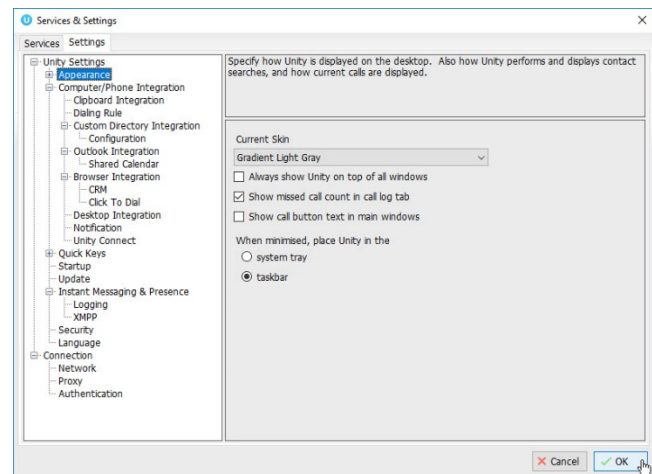 Services & Settings
Services Settings
Unity Settings
Appearance
Computer/Phone Integration
Clipboard Integration
Dialing Rule
Custom Directory Integration
Configuration
Outlook Integration
Shared Calendar
Browser Integration
CRM
Click To Dial
Desktop Integration
Notification
Unity Connect
Quick Keys
Startup
Update
Instant Messaging & Presence
Logging
XMPP
Security
Language
Connection
Network
Proxy
Authentication
Specify how Unity is displayed on the desktop. Also how Unity performs and displays contact
searches, and how current calls are displayed.
Current Skin
Gradient Light Gray
Always show Unity on top of all windows
Show missed call count in call log tab
Show call button text in main windows
When minimised, place Unity in the
system tray
taskbar
Cancel OK